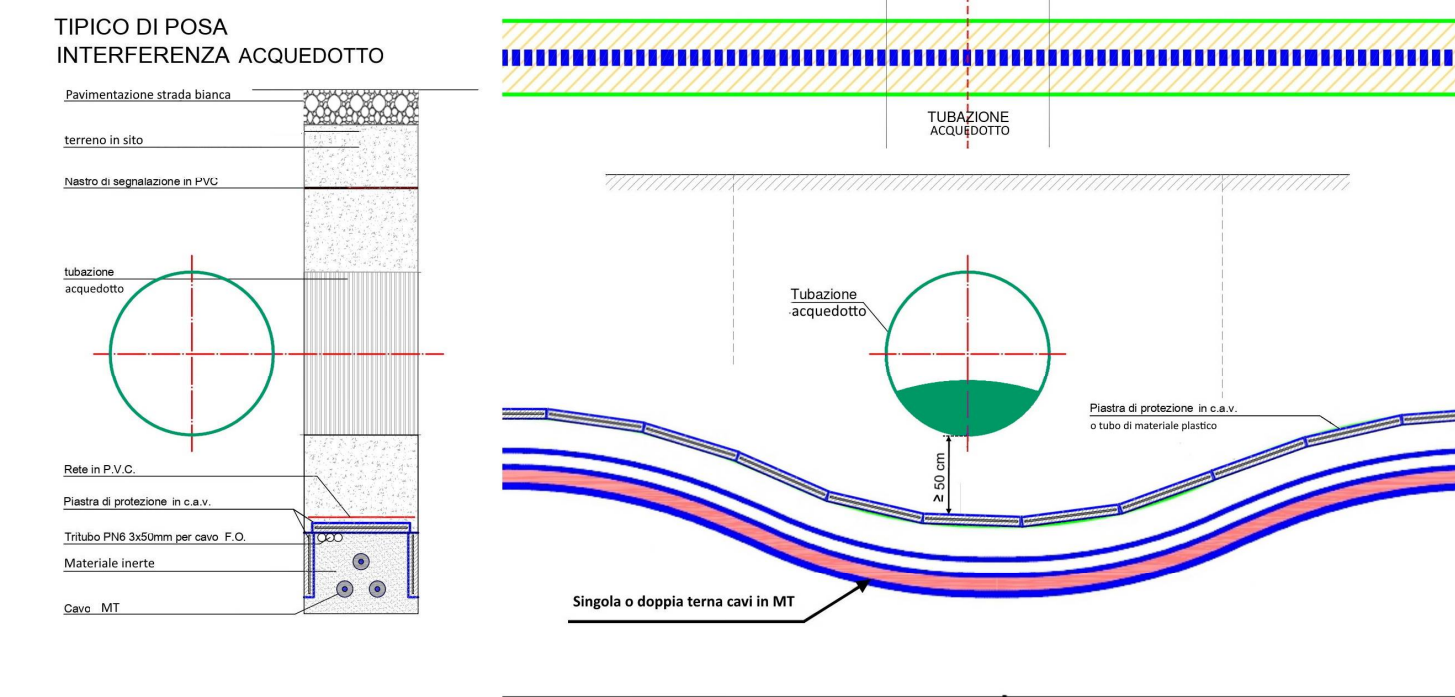 TIPICO DI POSA
INTERFERENZA ACQUEDOTTO
Pavimentazione strada bianca
terreno in sito
Nastro di segnalazione in PVC
tubazione
acquedotto
Rete in P.V.C.
Piastra di protezione in c.a.v.
Tritubo PN6 3x50mm per cavo F.O.
Materiale inerte
Cavo MT
TUBAZIONE
ACQUEDOTTO
Tubazione
acquedotto
Piastra di protezione in c.a.v.
o tubo di materiale plastico
≥ 50 cm
Singola o doppia terna cavi in MT